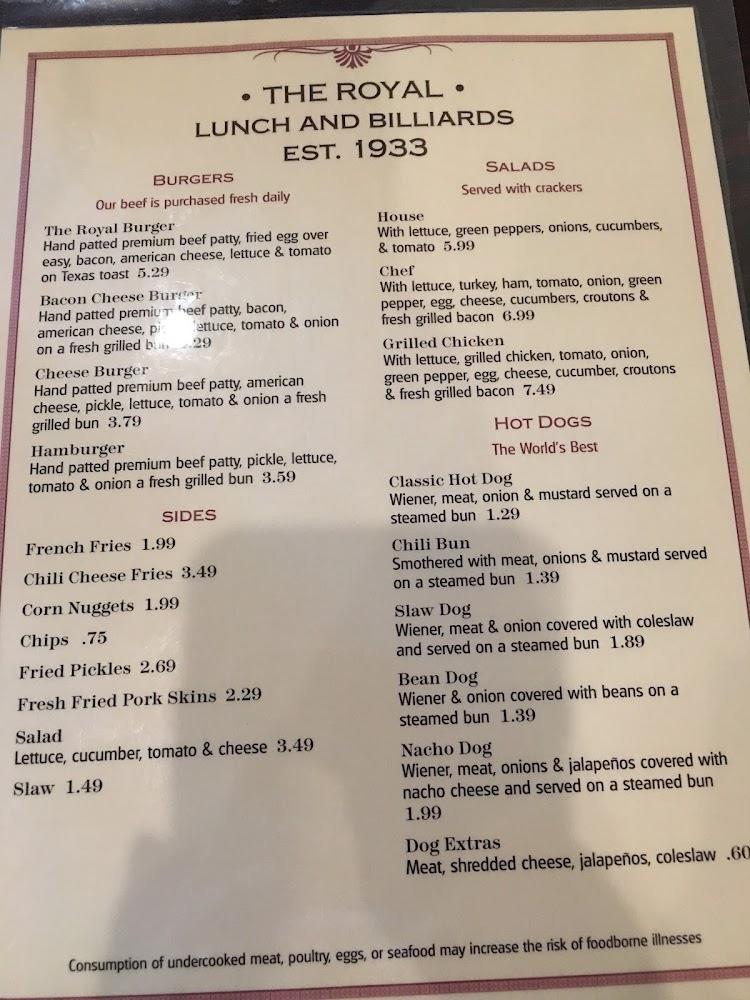 • THE ROYAL •
LUNCH AND BILLIARDS
EST. 1933
BURGERS
Our beef is purchased fresh daily
The Royal Burger
Hand patted premium beef patty, fried egg over
easy, bacon, american cheese, lettuce & tomato
on Texas toast 5.29
Bacon Cheese Burger
Hand patted premium beef patty, bacon,
american cheese, lettuce, tomato & onion
on a fresh grilled
Cheese Burger
Hand patted premium beef patty, american
cheese, pickle, lettuce, tomato & onion a fresh
grilled bun 3.79
Hamburger
Hand patted premium beef patty, pickle, lettuce,
tomato & onion a fresh grilled bun 3.59
SIDES
French Fries 1.99
Chili Cheese Fries 3.49
Corn Nuggets 1.99
Chips .75
Fried Pickles 2.69
Fresh Fried Pork Skins 2.29
Salad
Lettuce, cucumber, tomato & cheese 3.49
Slaw 1.49
SALADS
Served with crackers
House
With lettuce, green peppers, onions, cucumbers,
& tomato 5.99
Chef
With lettuce, turkey, ham, tomato, onion, green
pepper, egg, cheese, cucumbers, croutons &
fresh grilled bacon 6.99
Grilled Chicken
With lettuce, grilled chicken, tomato, onion,
green pepper, egg, cheese, cucumber, croutons
& fresh grilled bacon 7.49
HOT DOGS
The World's Best
Classic Hot Dog
Wiener, meat, onion & mustard served on a
steamed bun 1.29
Chili Bun
Smothered with meat, onions & mustard served
on a steamed bun 1.39
Slaw Dog
Wiener, meat & onion covered with coleslaw
and served on a steamed bun 1.89
Bean Dog
Wiener & onion covered with beans on a
steamed bun 1.39
Nacho Dog
Wiener, meat, onions & jalapeños covered with
nacho cheese and served on a steamed bun
1.99
Dog Extras
Meat, shredded cheese, jalapeños, coleslaw .60
Consumption of undercooked meat, poultry, eggs, or seafood may increase the risk of foodborne illnesses